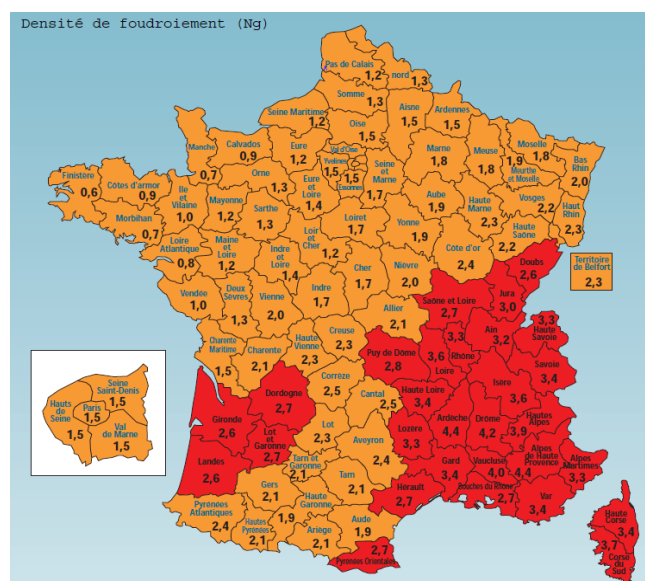 Densité de foudroiement (Ng)
Pas de Calais
1,2
nord
1,3
Somme
1,3
Aisne
1,5
Ardennes
1,5
Seine Maritime
1,2
Oise
1,5
Manche
0,7
Calvados
0,9
Eure
1,2
Val d'Oise
Yvelines
1,5
1,5
Essonnes
Seine
et
Marne
1,7
Marne
1,8
Meuse
1,8
Moselle
1,8
1,9
Meurthe
et Moselle
Bas
Rhin
2,0
Finistère
0,6
Côtes d'armor
0,9
Morbihan
0,7
Ile
et
Vilaine
1,0
Mayenne
1,2
Orne
1,3
Sarthe
1,3
Eure
et
Loire
1,4
Loiret
1,7
Yonne
1,9
Aube
1,9
Haute
Marne
2,3
Vosges
2,2
Haut
Rhin
2,3
Haute
Saône
2,2
Loire
Atlantique
0,8
Maine
et
Loire
1,2
Indre
et
Loire
1,4
Loir
et
Cher
1,2
Cher
1,7
Nièvre
2,0
Côte d'or
2,4
Doubs
2,6
Territoire
de Belfort
2,3
Vendée
1,0
Deux
Sèvres
1,3
Vienne
2,0
Indre
1,7
Allier
2,1
Saône et Loire
2,7
Jura
3,0
Charente
Maritime
1,5
Charente
2,1
Haute
Vienne
2,3
Creuse
2,3
Puy de Dôme
2,8
3,3
Rhône
3,6
Loire
Ain
3,2
3,3
Haute
Savoie
Savoie
3,4
Isère
3,6
Gironde
2,6
Dordogne
2,7
Corrèze
2,5
Cantal
2,5
Haute Loire
3,4
Ardèche
4,4
Drôme
4,2
Hautes
Alpes
3,9
Landes
2,6
Lot
et
Garonne
2,7
Lot
2,3
Aveyron
2,4
Lozère
3,3
Gard
3,4
Vaucluse
4,0
Alpes
de Haute
Provence
4,4
Alpes
Maritimes
3,3
Tarn et
Garonne
2,1
Gers
2,1
Haute
Garonne
1,9
Tarn
2,1
Hérault
2,7
Bouches du Rhône
2,7
Var
3,4
Pyrénées
Atlantiques
2,4
Hautes
Pyrénées
2,1
Ariége
2,1
Aude
1,9
2,7
Pyrénées Orientales
Haute
Corse
3,4
3,7
Corse
du
Sud
Hauts
de
Seine
1,5
Seine
Saint-Denis
1,5
Paris
1,5
Val
de Marne
1,5